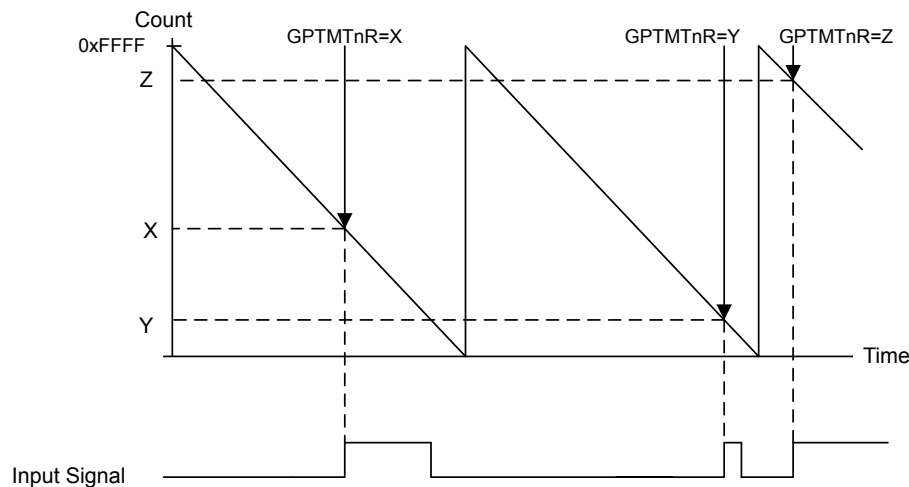 Count
0xFFFF
GPTMTnR=X
GPTMTnR=Y
GPTMTnR=Z
Z
X
Y
Time
Input Signal